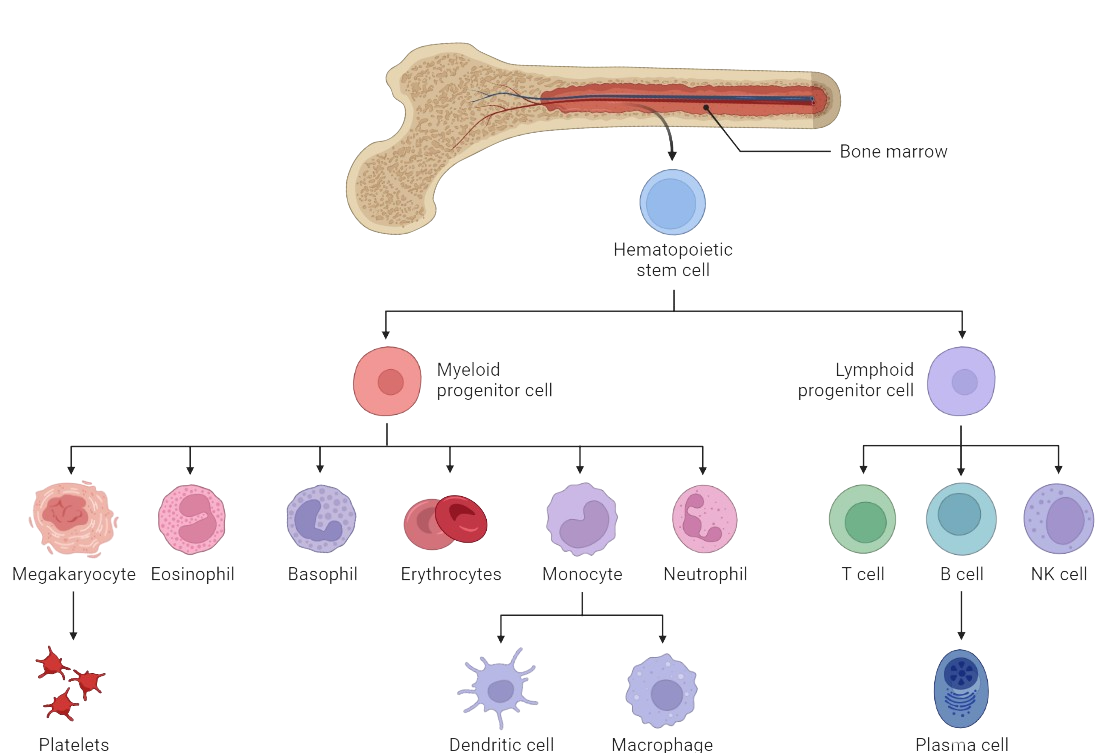 Bone marrow
Hematopoietic
stem cell
Myeloid
progenitor cell
Lymphoid
progenitor cell
Megakaryocyte
Eosinophil
Basophil
Erythrocytes
Monocyte
Neutrophil
T cell
B cell
NK cell
Platelets
Dendritic cell
Macrophage
Plasma cell